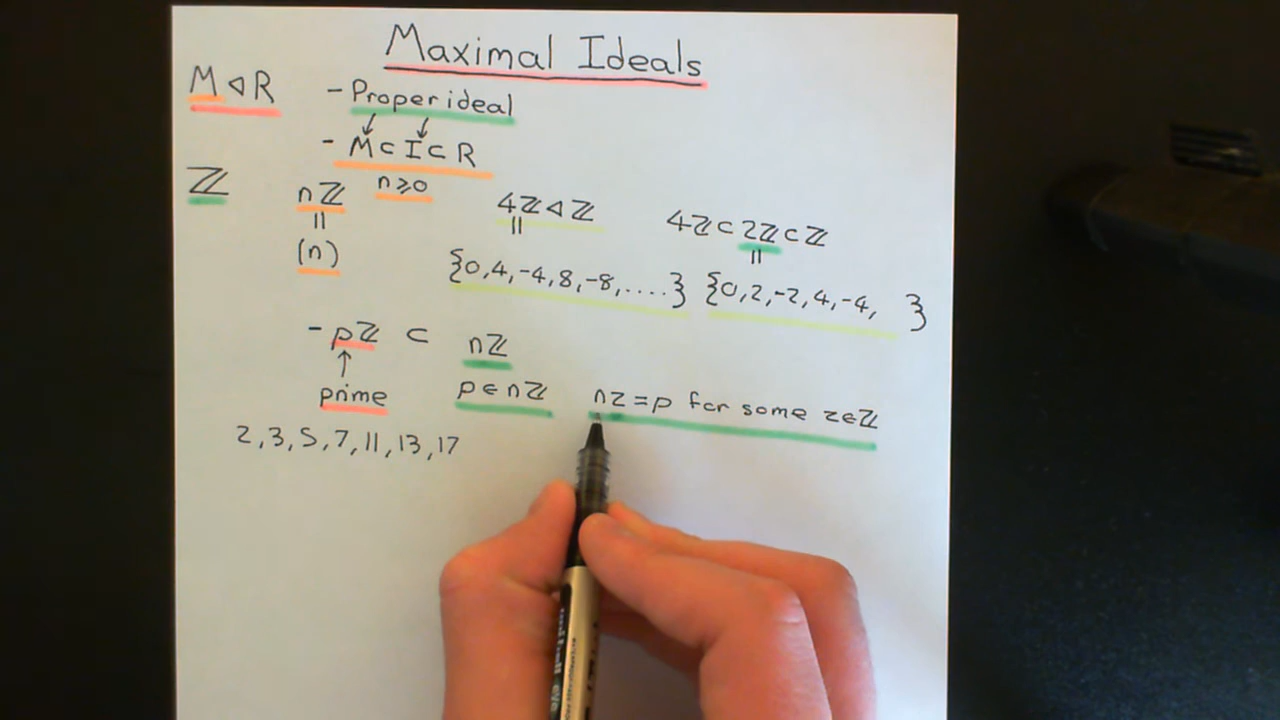 Maximal Ideals
M ⊲ R - Proper ideal
↓ ↓
- M ⊂ I ⊂ R
ℤ nℤ n⩾0 4ℤ ⊲ ℤ 4ℤ ⊂ 2ℤ ⊂ ℤ
= = =
(n) {0,4,-4,8,-8,....} {0,2,-2,4,-4, }
- pℤ ⊂ nℤ
↑
prime p ∈ nℤ nz=p for some z∈ℤ
2,3,5,7,11,13,17